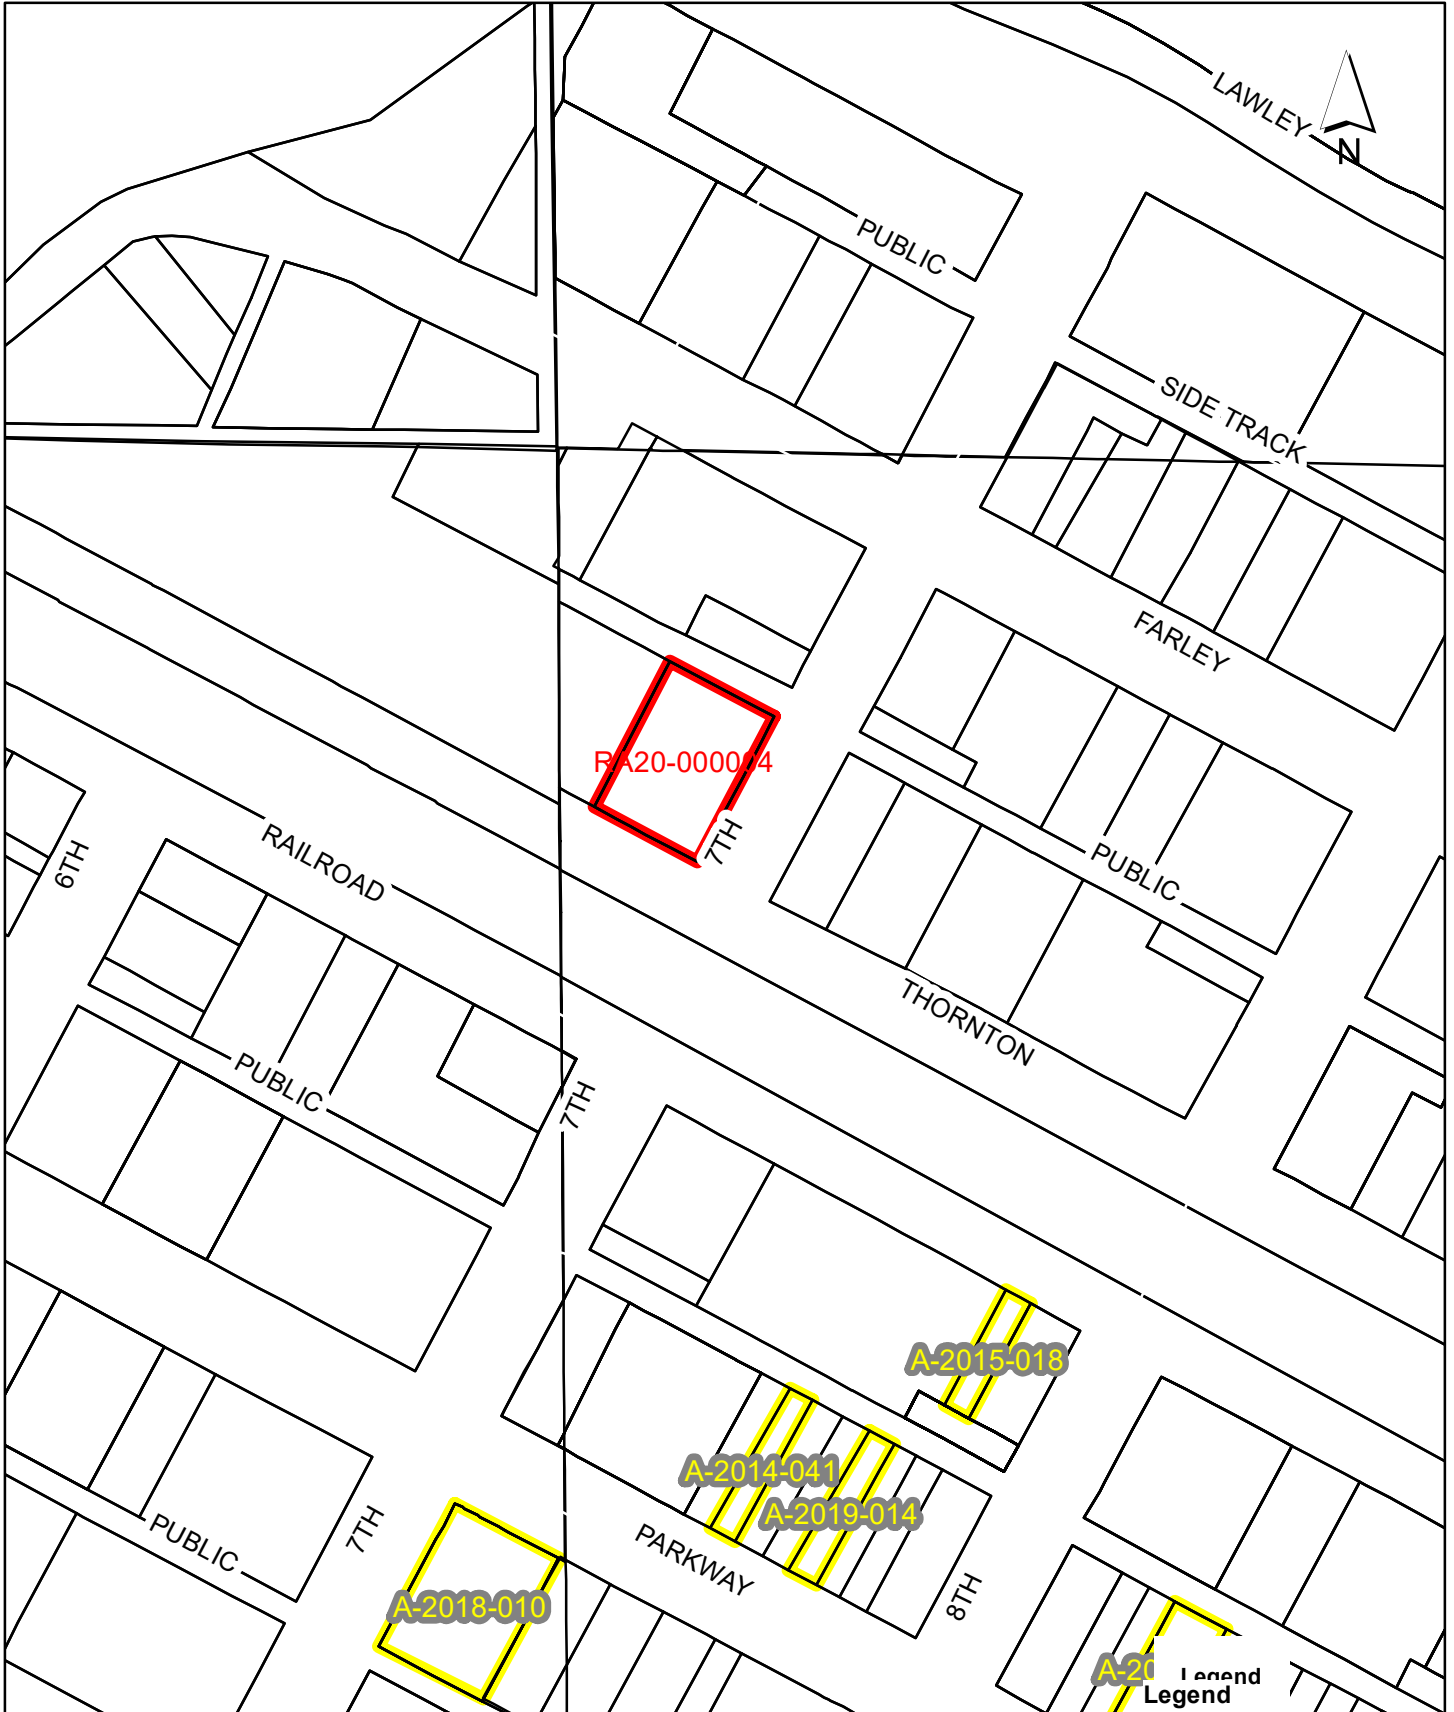 LAWLEY
N
PUBLIC
SIDE TRACK
FARLEY
RA20-000004
7TH
6TH
RAILROAD
PUBLIC
THORNTON
PUBLIC
7TH
A-2015-018
A-2014-041
A-2019-014
PUBLIC
7TH
PARKWAY
8TH
A-2018-010
A-20
Legend
Legend